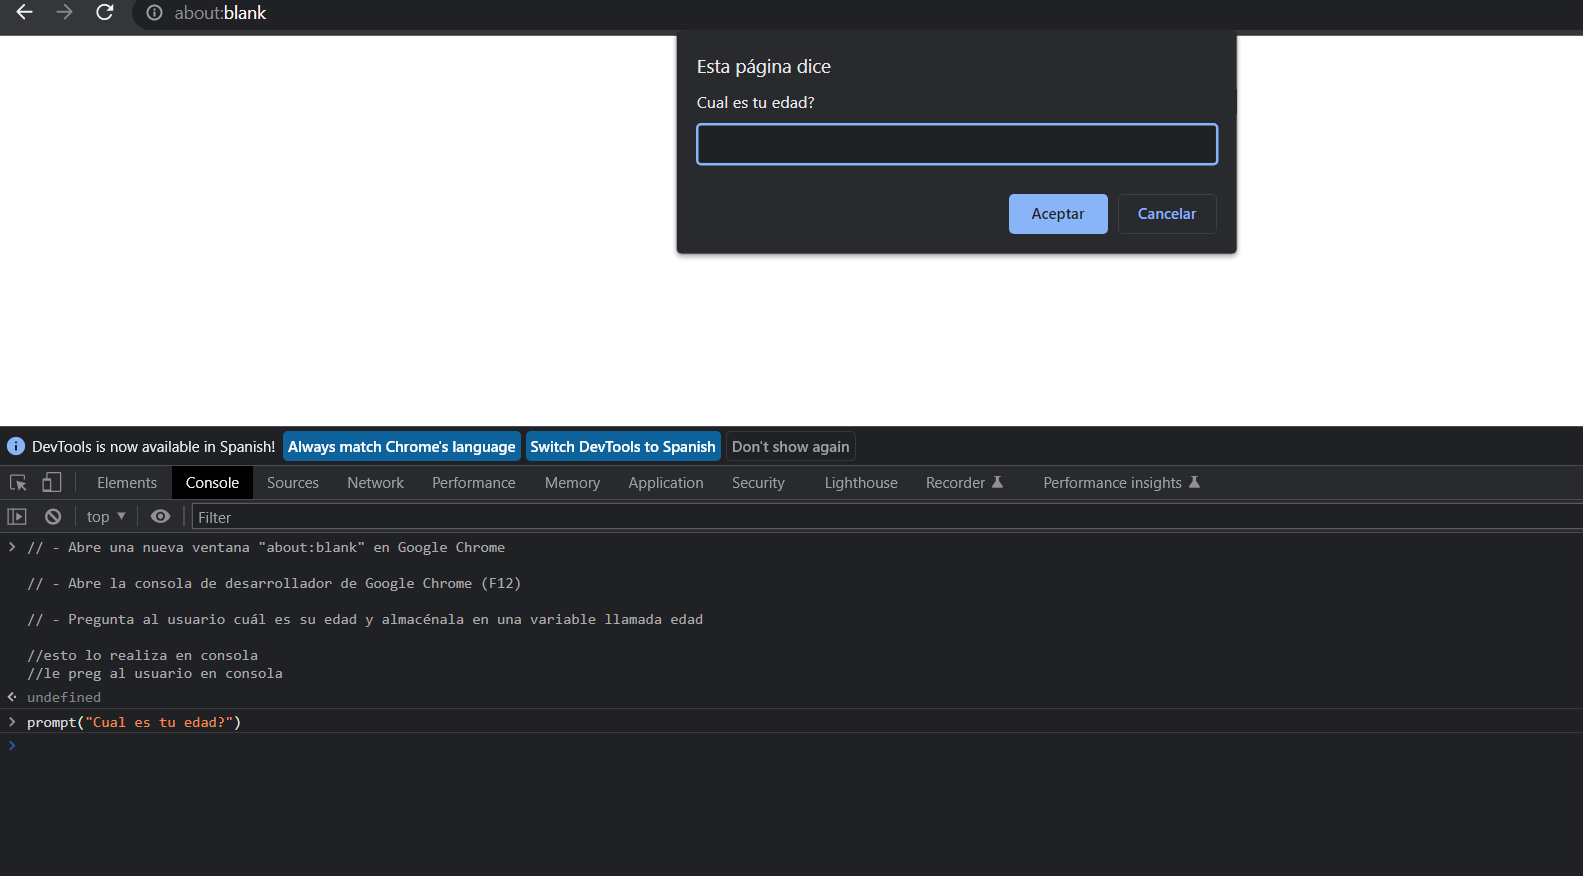 about:blank
Esta página dice
Cual es tu edad?
Aceptar Cancelar
DevTools is now available in Spanish! Always match Chrome's language Switch DevTools to Spanish Don't show again
Elements Console Sources Network Performance Memory Application Security Lighthouse Recorder Performance insights
top Filter
// - Abre una nueva ventana "about:blank" en Google Chrome
// - Abre la consola de desarrollador de Google Chrome (F12)
// - Pregunta al usuario cuál es su edad y almacénala en una variable llamada edad
//esto lo realiza en consola
//le preg al usuario en consola
undefined
prompt("Cual es tu edad?")